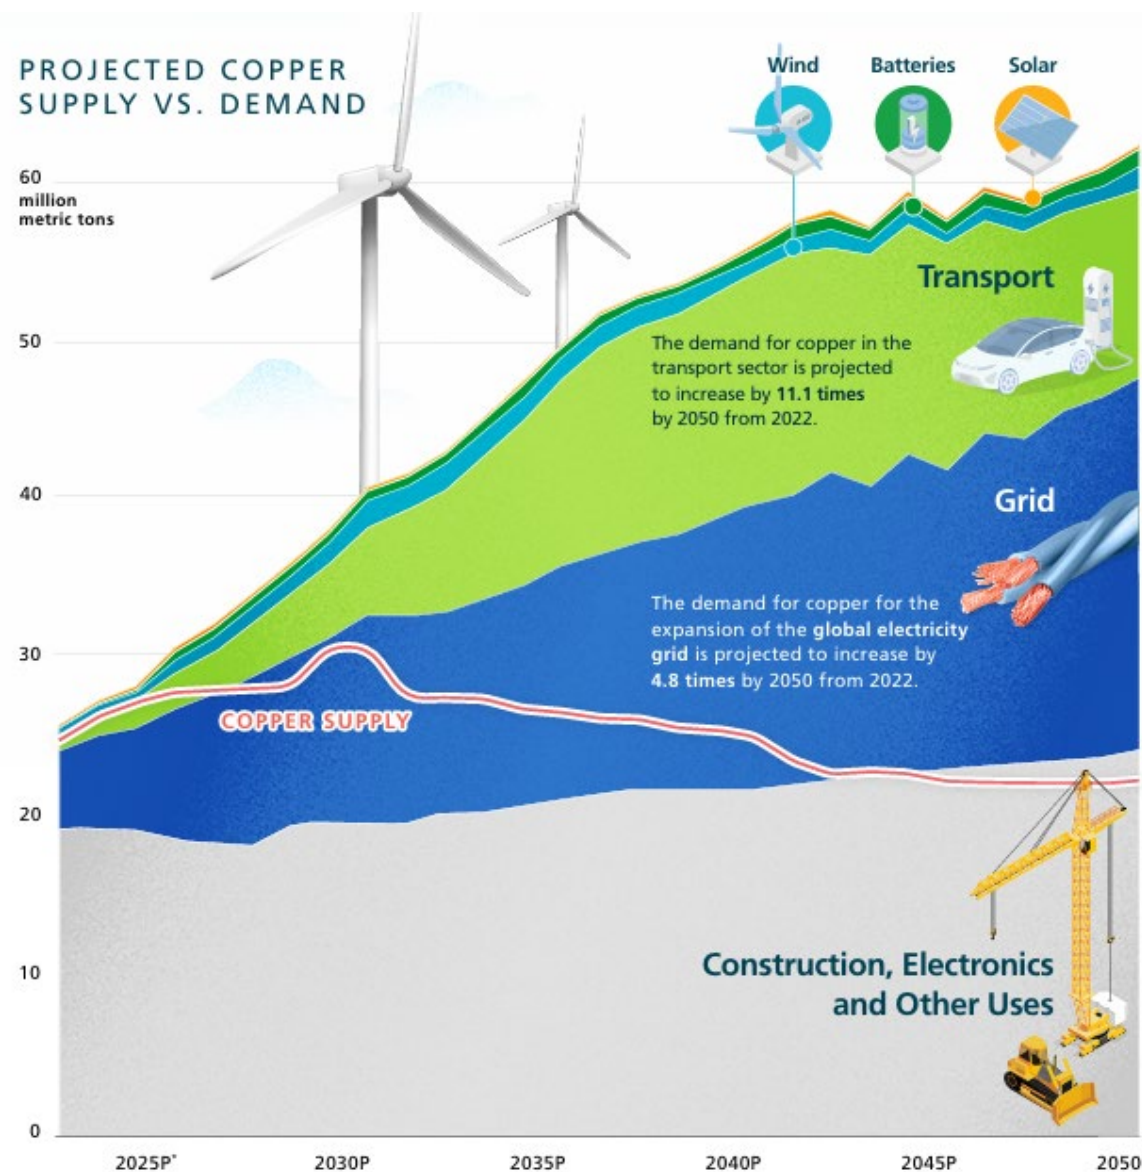 PROJECTED COPPER
SUPPLY VS. DEMAND
Wind
Batteries
Solar
60
million
metric tons
Transport
50
The demand for copper in the
transport sector is projected
to increase by 11.1 times
by 2050 from 2022.
40
Grid
The demand for copper for the
expansion of the global electricity
grid is projected to increase by
4.8 times by 2050 from 2022.
30
COPPER SUPPLY
20
10
Construction, Electronics
and Other Uses
0
2025P*
2030P
2035P
2040P
2045P
2050